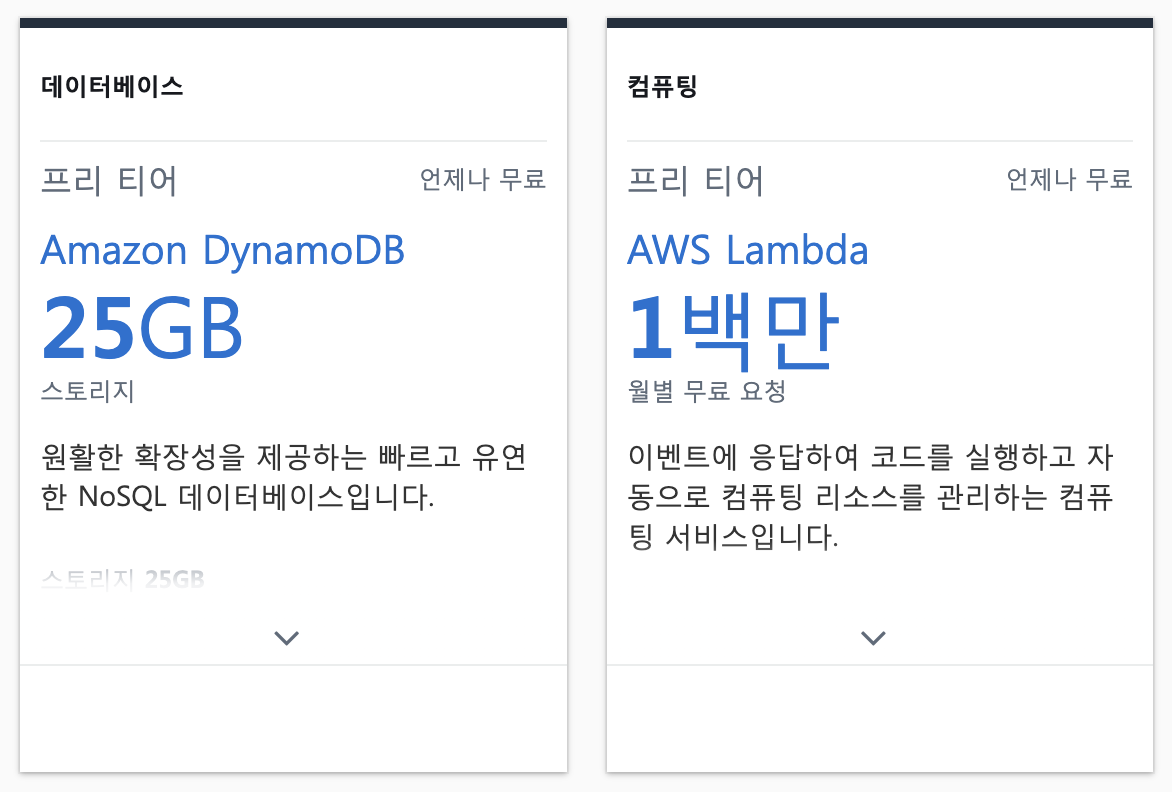 데이터베이스
프리 티어 언제나 무료
Amazon DynamoDB
25GB
스토리지
원활한 확장성을 제공하는 빠르고 유연
한 NoSQL 데이터베이스입니다.
스토리지 25GB
컴퓨팅
프리 티어 언제나 무료
AWS Lambda
1백만
월별 무료 요청
이벤트에 응답하여 코드를 실행하고 자
동으로 컴퓨팅 리소스를 관리하는 컴퓨
팅 서비스입니다.